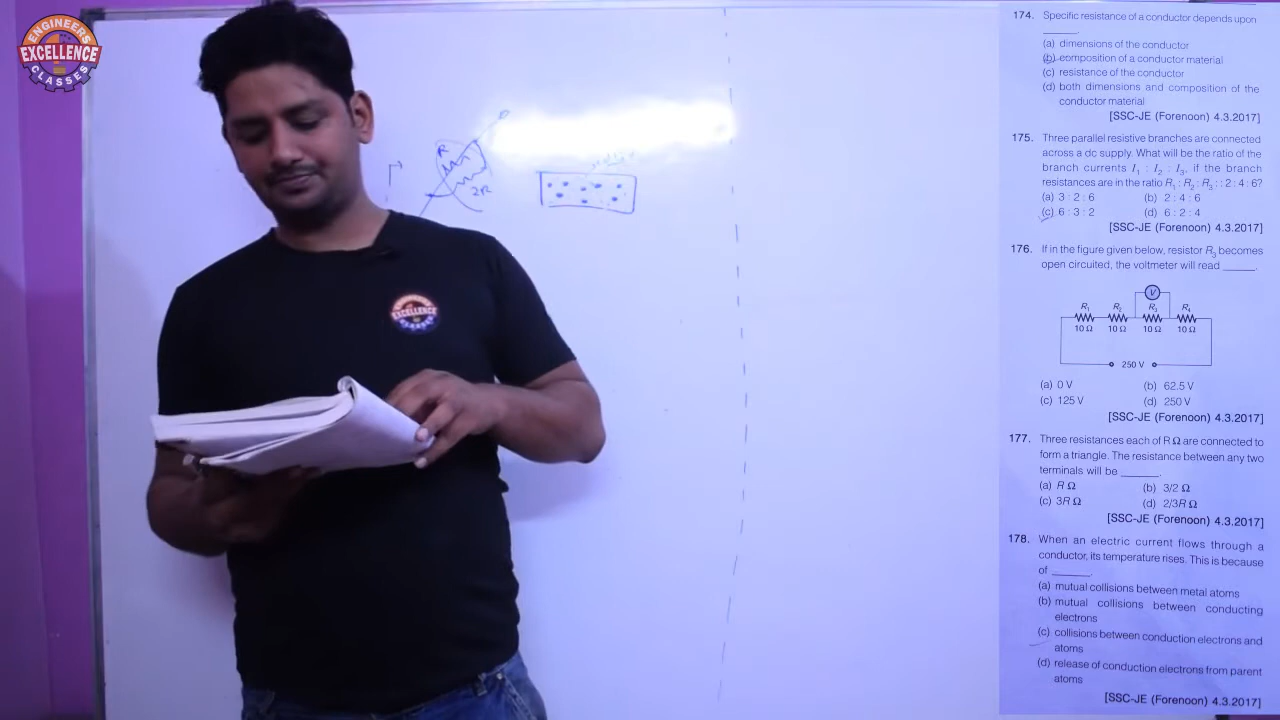 ENGINEERS
EXCELLENCE
CLASSES
R
2R
EXCELLENCE
CLASSES
174. Specific resistance of a conductor depends upon
______
(a) dimensions of the conductor
(b) composition of a conductor material
(c) resistance of the conductor
(d) both dimensions and composition of the
conductor material
[SSC-JE (Forenoon) 4.3.2017]
175. Three parallel resistive branches are connected
across a dc supply. What will be the ratio of the
branch currents I₁ : I₂ : I₃, if the branch
resistances are in the ratio R₁ : R₂ : R₃ : : 2 : 4 : 6?
(a) 3 : 2 : 6 (b) 2 : 4 : 6
(c) 6 : 3 : 2 (d) 6 : 2 : 4
[SSC-JE (Forenoon) 4.3.2017]
176. If in the figure given below, resistor R₃ becomes
open circuited, the voltmeter will read ______.
V
R₁ R₂ R₃ R₄
10 Ω 10 Ω 10 Ω 10 Ω
250 V
(a) 0 V (b) 62.5 V
(c) 125 V (d) 250 V
[SSC-JE (Forenoon) 4.3.2017]
177. Three resistances each of R Ω are connected to
form a triangle. The resistance between any two
terminals will be ______
(a) R Ω (b) 3/2 Ω
(c) 3R Ω (d) 2/3R Ω
[SSC-JE (Forenoon) 4.3.2017]
178. When an electric current flows through a
conductor, its temperature rises. This is because
of ______
(a) mutual collisions between metal atoms
(b) mutual collisions between conducting
electrons
(c) collisions between conduction electrons and
atoms
(d) release of conduction electrons from parent
atoms
[SSC-JE (Forenoon) 4.3.2017]